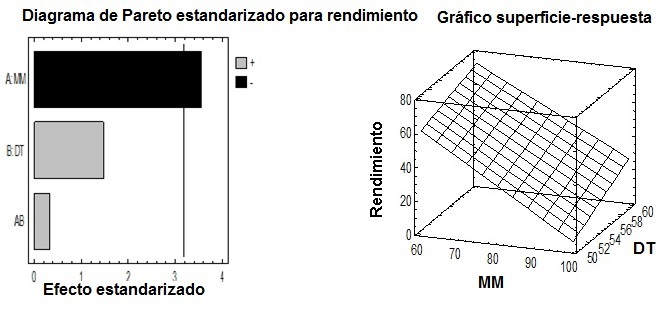 Diagrama de Pareto estandarizado para rendimiento
A:MM
B:DT
AB
0 1 2 3 4
Efecto estandarizado
+
-
Gráfico superficie-respuesta
Rendimiento
80
60
40
20
0
60 70 80 90 100
MM
50 52 54 56 58 60
DT